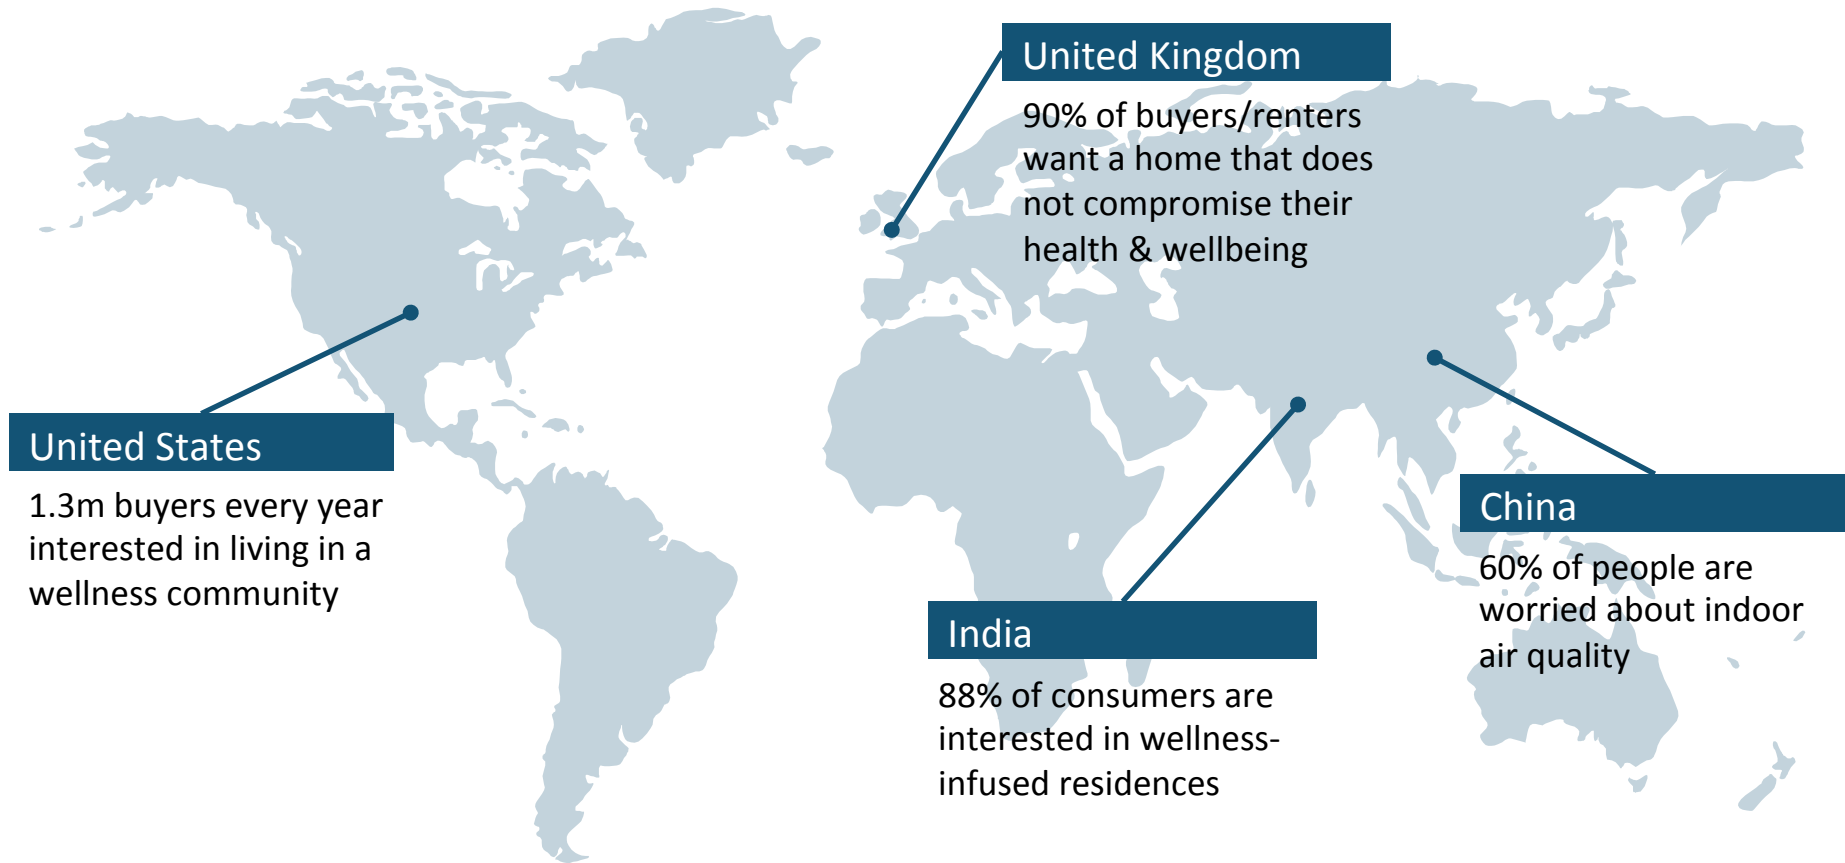 United Kingdom
90% of buyers/renters
want a home that does
not compromise their
health & wellbeing
United States
1.3m buyers every year
interested in living in a
wellness community
China
60% of people are
worried about indoor
air quality
India
88% of consumers are
interested in wellness-
infused residences